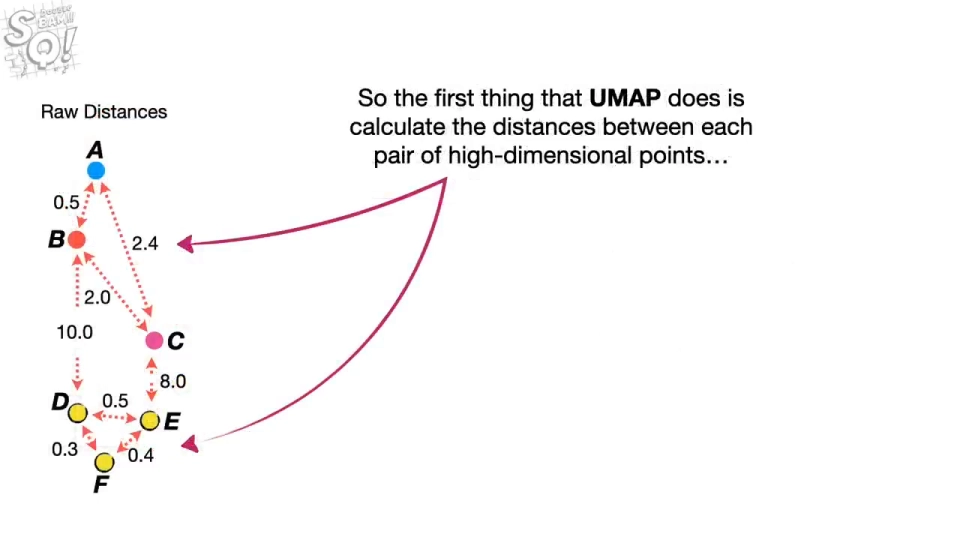 SQ!
So the first thing that UMAP does is
calculate the distances between each
pair of high-dimensional points…
Raw Distances
A
0.5
B
2.4
2.0
10.0
C
8.0
D
0.5
E
0.3
0.4
F